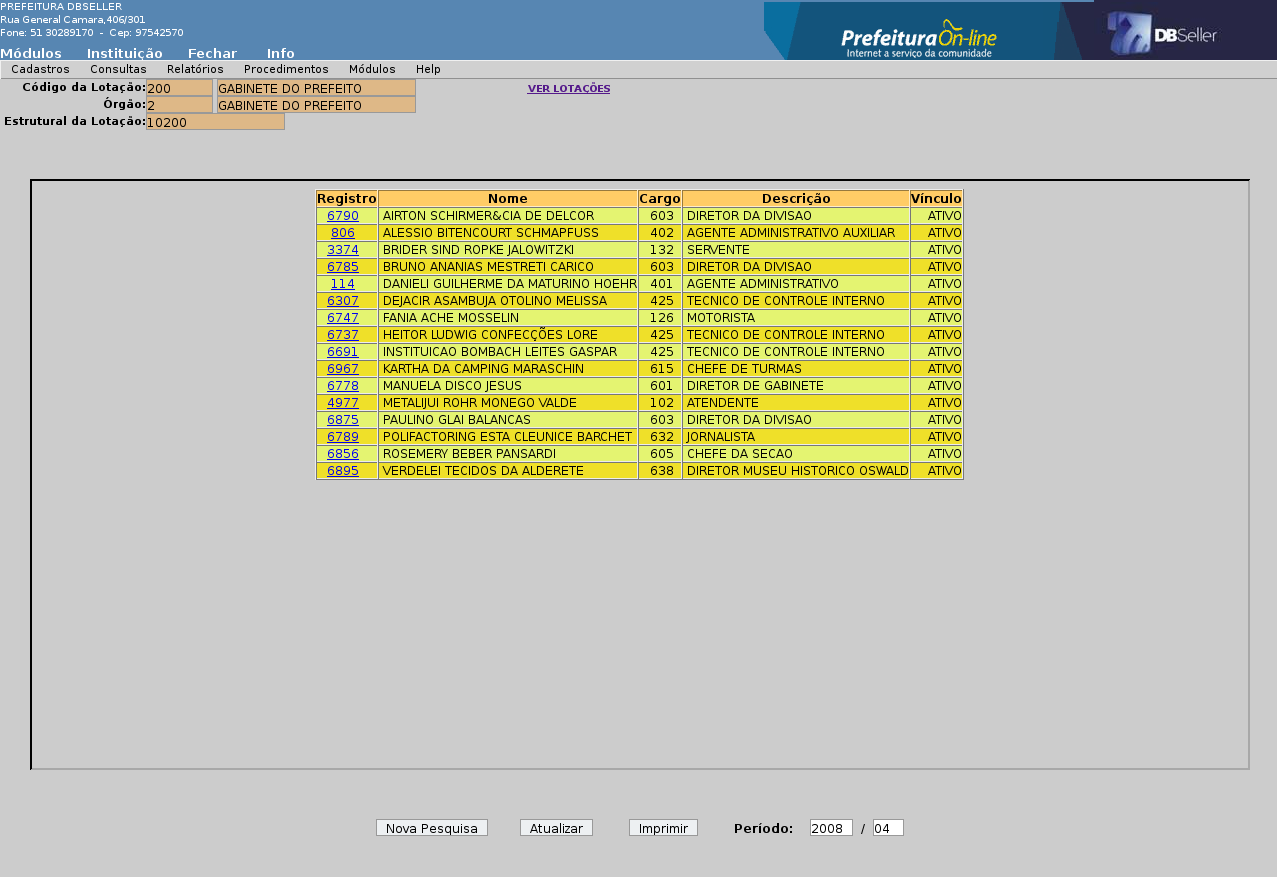 PREFEITURA DBSELLER
Rua General Camara,406/301
Fone: 51 30289170 - Cep: 97542570
Módulos Instituição Fechar Info
PrefeituraOn-line
Internet a serviço da comunidade
DBSeller
Cadastros Consultas Relatórios Procedimentos Módulos Help
Código da Lotação: 200 GABINETE DO PREFEITO VER LOTAÇÕES
Órgão: 2 GABINETE DO PREFEITO
Estrutural da Lotação: 10200
Registro Nome Cargo Descrição Vínculo
6790 AIRTON SCHIRMER&CIA DE DELCOR 603 DIRETOR DA DIVISAO ATIVO
806 ALESSIO BITENCOURT SCHMAPFUSS 402 AGENTE ADMINISTRATIVO AUXILIAR ATIVO
3374 BRIDER SIND ROPKE JALOWITZKI 132 SERVENTE ATIVO
6785 BRUNO ANANIAS MESTRETI CARICO 603 DIRETOR DA DIVISAO ATIVO
114 DANIELI GUILHERME DA MATURINO HOEHR 401 AGENTE ADMINISTRATIVO ATIVO
6307 DEJACIR ASAMBUJA OTOLINO MELISSA 425 TECNICO DE CONTROLE INTERNO ATIVO
6747 FANIA ACHE MOSSELIN 126 MOTORISTA ATIVO
6737 HEITOR LUDWIG CONFECÇÕES LORE 425 TECNICO DE CONTROLE INTERNO ATIVO
6691 INSTITUICAO BOMBACH LEITES GASPAR 425 TECNICO DE CONTROLE INTERNO ATIVO
6967 KARTHA DA CAMPING MARASCHIN 615 CHEFE DE TURMAS ATIVO
6778 MANUELA DISCO JESUS 601 DIRETOR DE GABINETE ATIVO
4977 METALIJUI ROHR MONEGO VALDE 102 ATENDENTE ATIVO
6875 PAULINO GLAI BALANCAS 603 DIRETOR DA DIVISAO ATIVO
6789 POLIFACTORING ESTA CLEUNICE BARCHET 632 JORNALISTA ATIVO
6856 ROSEMERY BEBER PANSARDI 605 CHEFE DA SECAO ATIVO
6895 VERDELEI TECIDOS DA ALDERETE 638 DIRETOR MUSEU HISTORICO OSWALD ATIVO
Nova Pesquisa Atualizar Imprimir Período: 2008 / 04